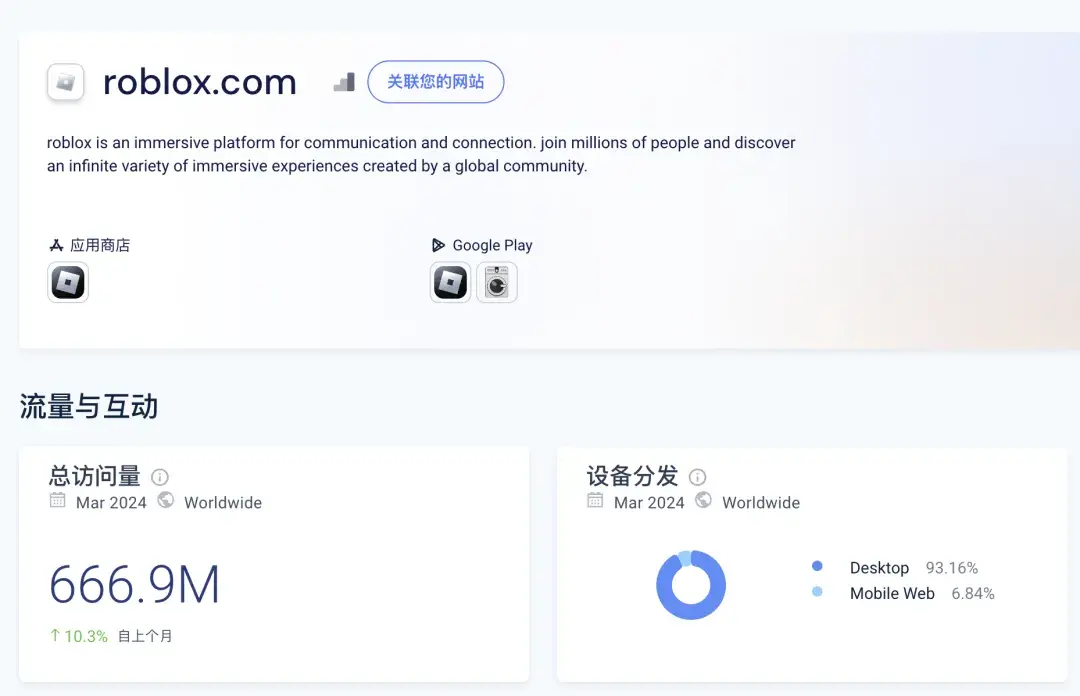 roblox.com
关联您的网站
roblox is an immersive platform for communication and connection. join millions of people and discover
an infinite variety of immersive experiences created by a global community.
应用商店
Google Play
流量与互动
总访问量
Mar 2024 Worldwide
666.9M
↑ 10.3% 自上个月
设备分发
Mar 2024 Worldwide
Desktop 93.16%
Mobile Web 6.84%